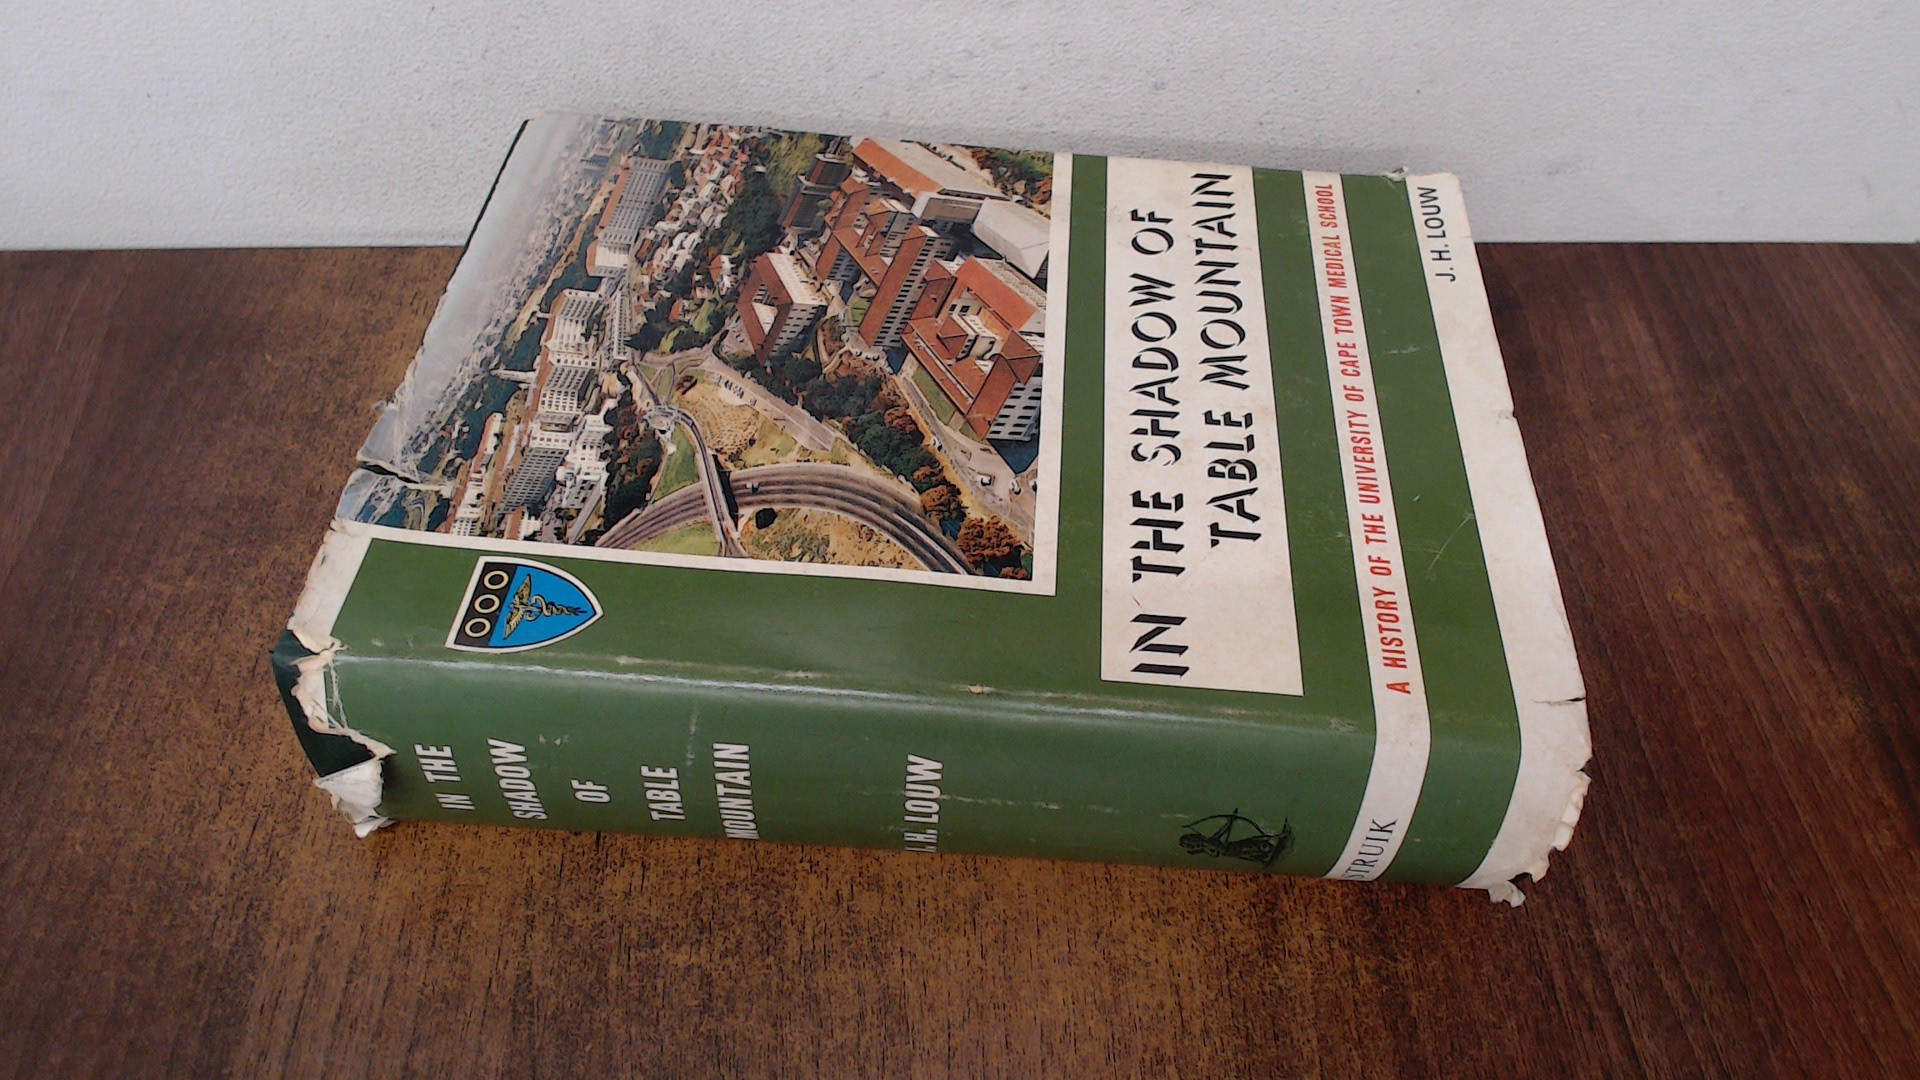 IN THE SHADOW OF
TABLE MOUNTAIN
A HISTORY OF THE UNIVERSITY OF CAPE TOWN MEDICAL SCHOOL
J. H. LOUW
IN THE
SHADOW
OF
TABLE
MOUNTAIN
J. H. LOUW
STRUIK